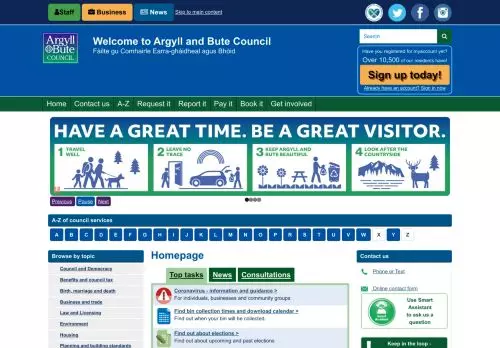 Staff
Business
News
Skip to main content
Argyll
Bute
COUNCIL
Welcome to Argyll and Bute Council
Fàilte gu Comhairle Earra-ghàidheal agus Bhòid
Search
Have you registered for myaccount yet?
Over 10,500 of our residents have!
Sign up today!
Already have an account? Sign in now
Home
Contact us
A-Z
Request it
Report it
Pay it
Book it
Get involved
HAVE A GREAT TIME. BE A GREAT VISITOR.
1 TRAVEL WELL
2 LEAVE NO TRACE
3 KEEP ARGYLL AND BUTE BEAUTIFUL
4 LOOK AFTER THE COUNTRYSIDE
Previous
Pause
Next
A-Z of council services
A B C D E F G H I J K L M N O P Q R S T U V W X Y Z
Browse by topic
Council and Democracy
Benefits and council tax
Birth, marriage and death
Business and trade
Law and Licensing
Environment
Housing
Planning and building standards
Homepage
Top tasks
News
Consultations
Coronavirus - information and guidance >
For individuals, businesses and community groups
Find bin collection times and download calendar >
Find out when your bin will be collected.
Find out about elections >
Find out about upcoming and past elections
Contact us
Phone or Text
Online contact form
Use Smart
Assistant
to ask us a
question
Keep in the loop -